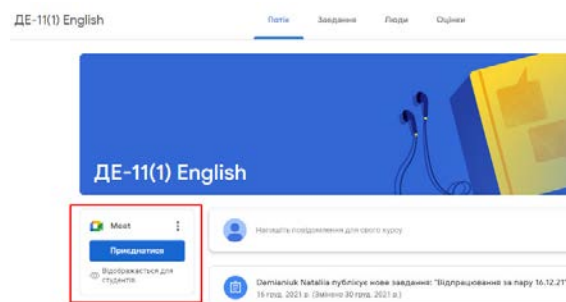 ДЕ-11(1) English
Потік Завдання Люди Оцінки
ДЕ-11(1) English
Meet
Приєднатися
Відображається для
студентів
Напишіть повідомлення для свого курсу
Demianiuk Nataliia публікує нове завдання: "Відпрацювання за пару 16.12.21"
16 груд. 2021 р. (Змінено 30 груд. 2021 р.)